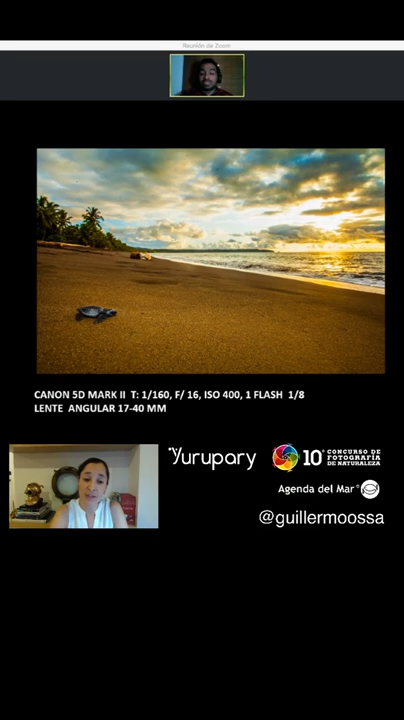 Reunión de Zoom
CANON 5D MARK II T: 1/160, F/ 16, ISO 400, 1 FLASH 1/8
LENTE ANGULAR 17-40 MM
Yurupary
10° CONCURSO DE
FOTOGRAFÍA
DE NATURALEZA
Agenda del Mar
@guillermoossa